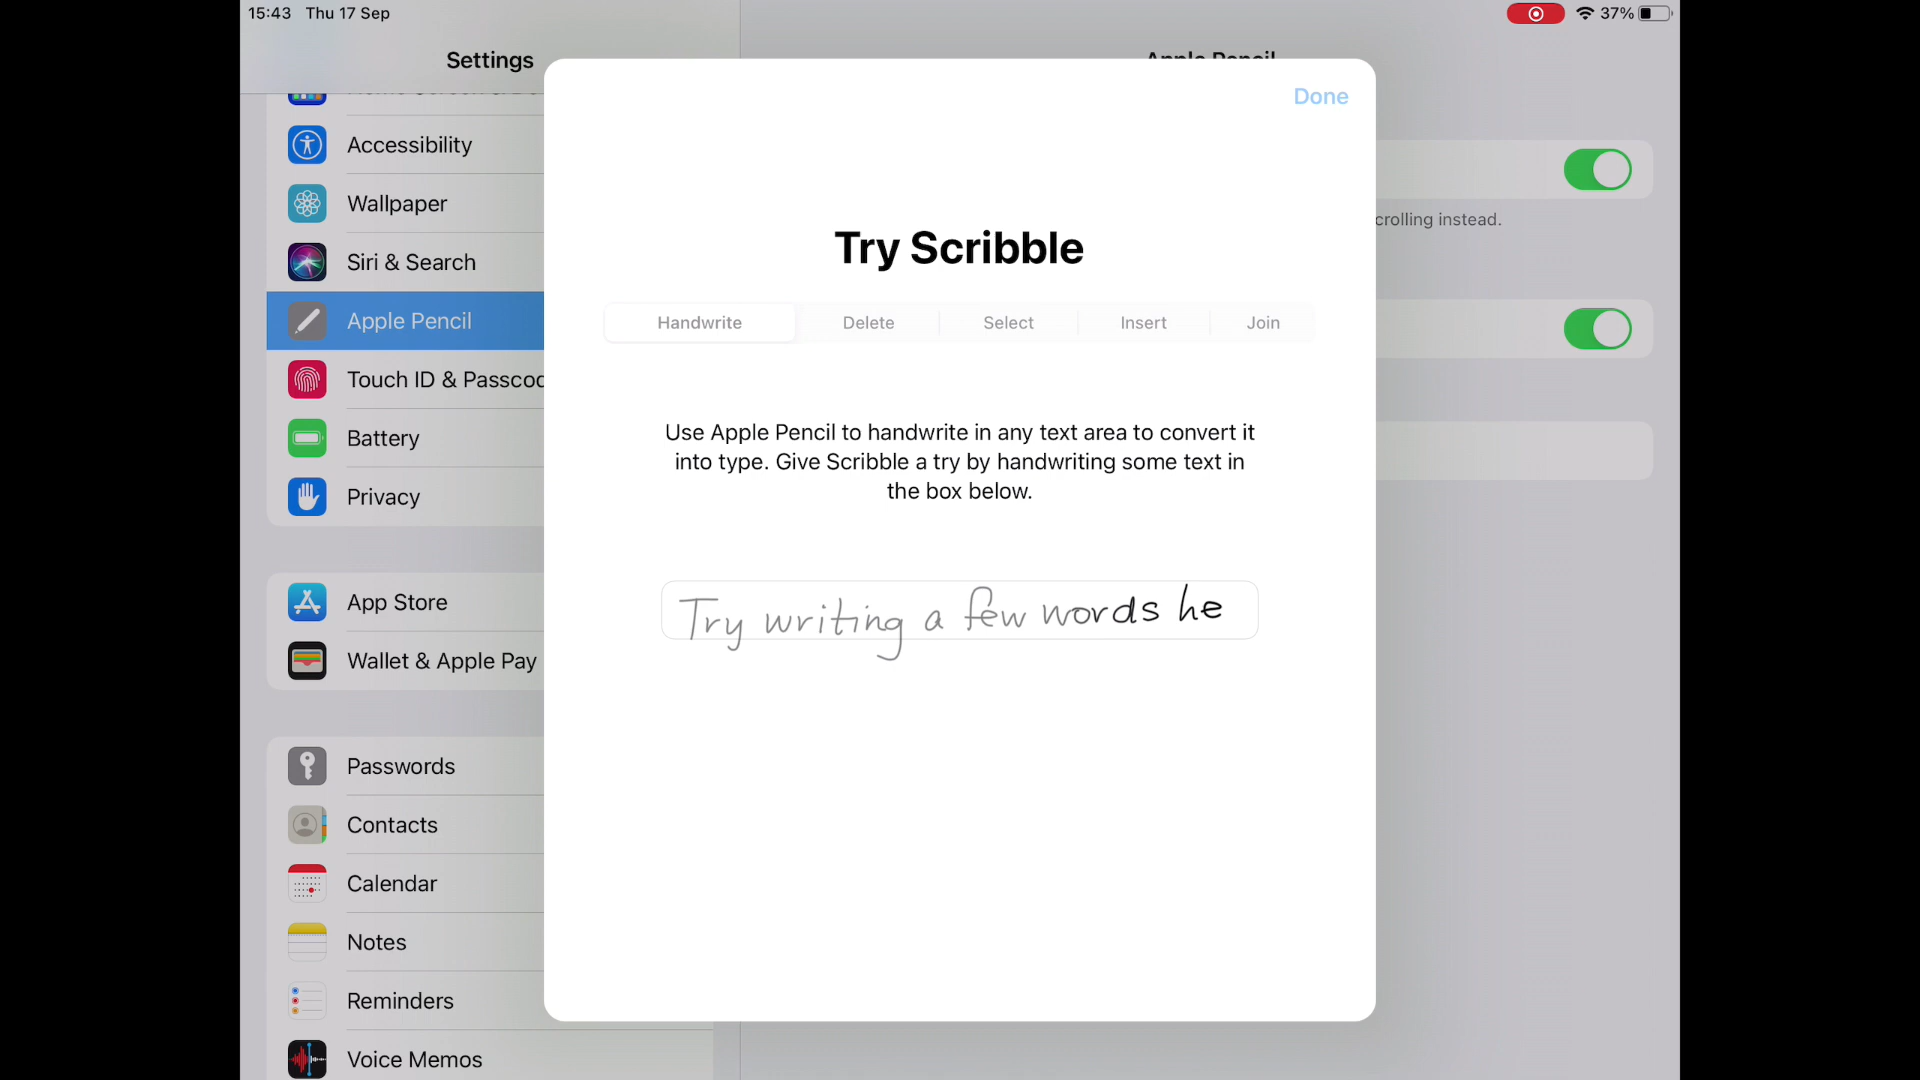 15:43 Thu 17 Sep
37%
Settings
Apple Pencil
Done
Accessibility
Wallpaper
crolling instead.
Try Scribble
Siri & Search
Handwrite Delete Select Insert Join
Apple Pencil
Touch ID & Passcod
Use Apple Pencil to handwrite in any text area to convert it
into type. Give Scribble a try by handwriting some text in
the box below.
Battery
Privacy
App Store
Try writing a few words he
Wallet & Apple Pay
Passwords
Contacts
Calendar
Notes
Reminders
Voice Memos